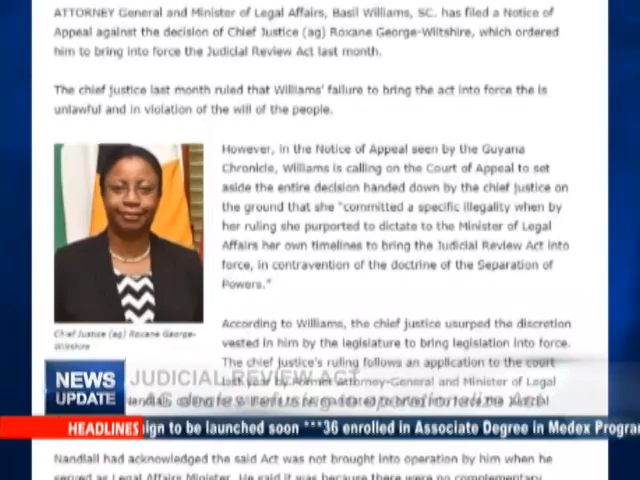 ATTORNEY General and Minister of Legal Affairs, Basil Williams, SC. has filed a Notice of
Appeal against the decision of Chief Justice (ag) Roxane George-Wiltshire, which ordered
him to bring into force the Judicial Review Act last month.
The chief justice last month ruled that Williams' failure to bring the act into force the is
unlawful and in violation of the will of the people.
However, in the Notice of Appeal seen by the Guyana
Chronicle, Williams is calling on the Court of Appeal to set
aside the entire decision handed down by the chief justice on
the ground that she "committed a specific illegality when by
her ruling she purported to dictate to the Minister of Legal
Affairs her own timelines to bring the Judicial Review Act into
force, in contravention of the doctrine of the Separation of
Powers."
Chief Justice (ag) Roxane George-
Wiltshire
According to Williams, the chief justice usurped the discretion
vested in him by the legislature to bring legislation into force.
The chief justice's ruling follows an application to the court
last year by former Attorney-General and Minister of Legal
NEWS
UPDATE
JUDICIAL REVIEW ACT
HEADLINES
ign to be launched soon ***36 enrolled in Associate Degree in Medex Progra
Nandlall had acknowledged the said Act was not brought into operation by him when he
served as Legal Affairs Minister. He said it was because there were no complementary